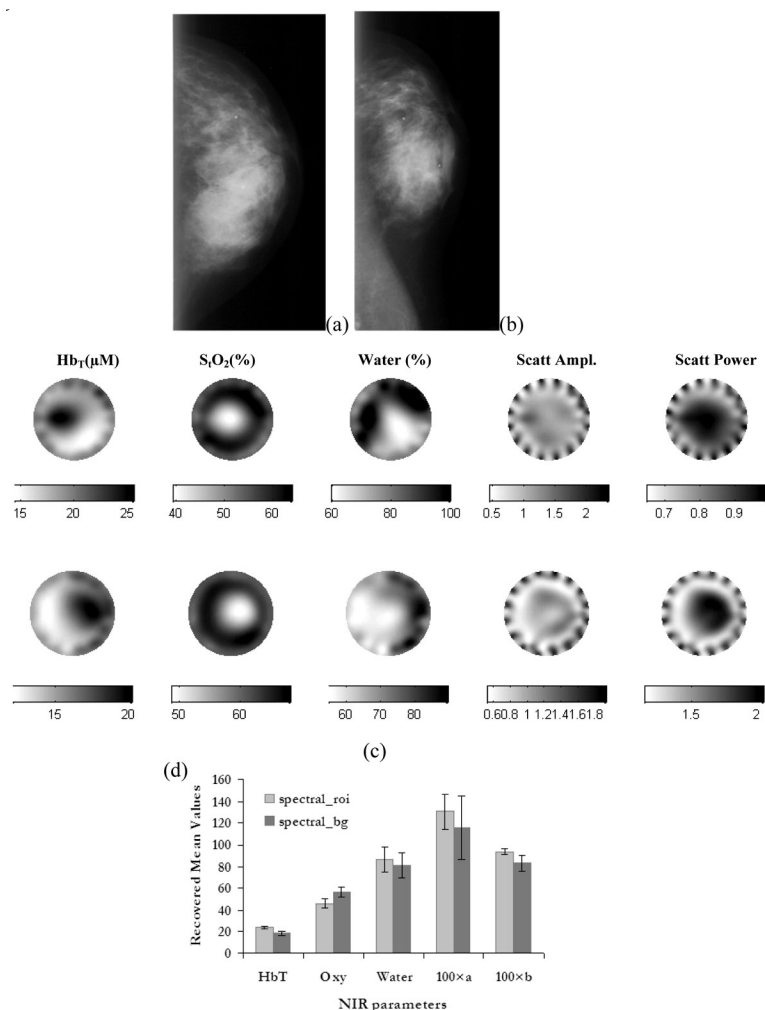 (a)
(b)
Hb_T(μM) S_tO_2(%) Water (%) Scatt Ampl. Scatt Power
15 20 25 40 50 60 60 80 100 0.5 1 1.5 2 0.7 0.8 0.9
15 20 50 60 60 70 80 0.60.8 1 1.21.41.61.8 1.5 2
(c)
(d)
160
140
120
100
80
60
40
20
0
Recovered Mean Values
spectral_roi
spectral_bg
HbT Oxy Water 100×a 100×b
NIR parameters